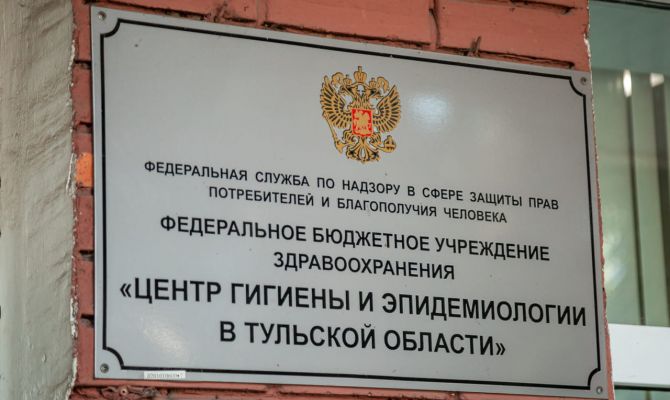 ФЕДЕРАЛЬНАЯ СЛУЖБА ПО НАДЗОРУ В СФЕРЕ ЗАЩИТЫ ПРАВ
ПОТРЕБИТЕЛЕЙ И БЛАГОПОЛУЧИЯ ЧЕЛОВЕКА
ФЕДЕРАЛЬНОЕ БЮДЖЕТНОЕ УЧРЕЖДЕНИЕ
ЗДРАВООХРАНЕНИЯ
«ЦЕНТР ГИГИЕНЫ И ЭПИДЕМИОЛОГИИ
В ТУЛЬСКОЙ ОБЛАСТИ»